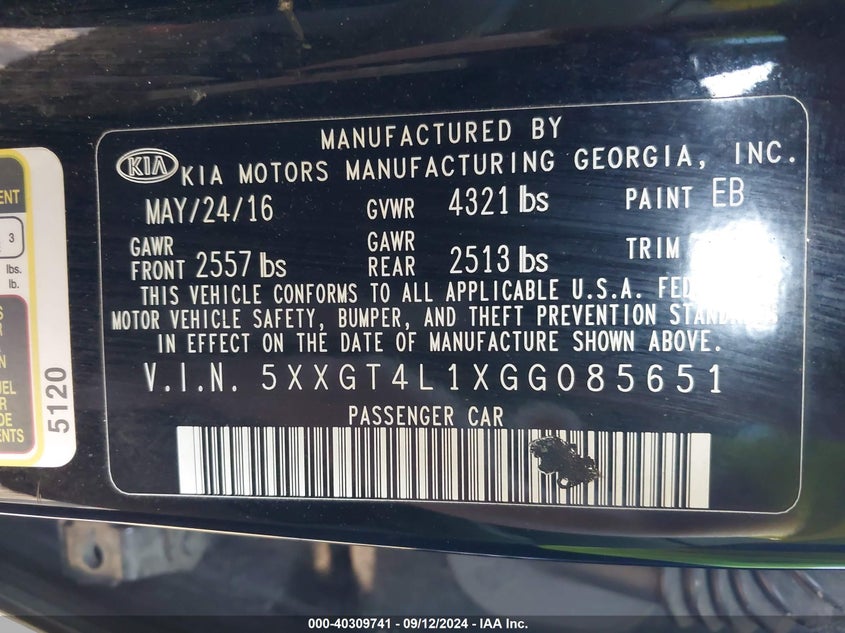 MANUFACTURED BY
KIA KIA MOTORS MANUFACTURING GEORGIA, INC.
MAY/24/16 GVWR 4321 lbs PAINT EB
GAWR FRONT 2557 lbs GAWR REAR 2513 lbs TRIM
THIS VEHICLE CONFORMS TO ALL APPLICABLE U.S.A.
MOTOR VEHICLE SAFETY, BUMPER, AND THEFT PREVENTION
IN EFFECT ON THE DATE OF MANUFACTURE SHOWN ABOVE.
V.I.N. 5XXGT4L1XGG085651
PASSENGER CAR
3
lbs.
lb.
5120
000-40309741 - 09/12/2024 - IAA Inc.